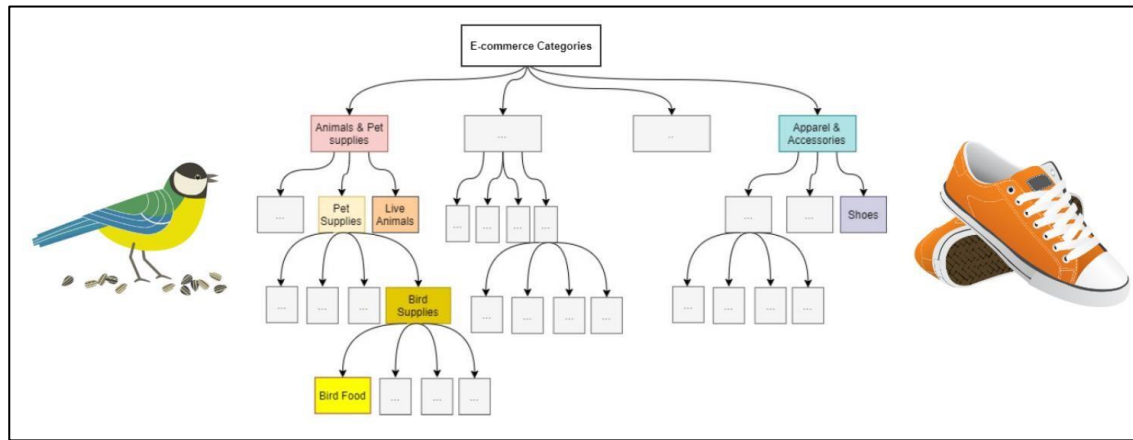 E-commerce Categories
Animals & Pet
supplies
...
..
Apparel &
Accessories
...
Pet
Supplies
Live
Animals
...
...
...
...
...
...
Shoes
...
...
...
Bird
Supplies
...
...
...
...
...
...
...
...
Bird Food
...
...
...